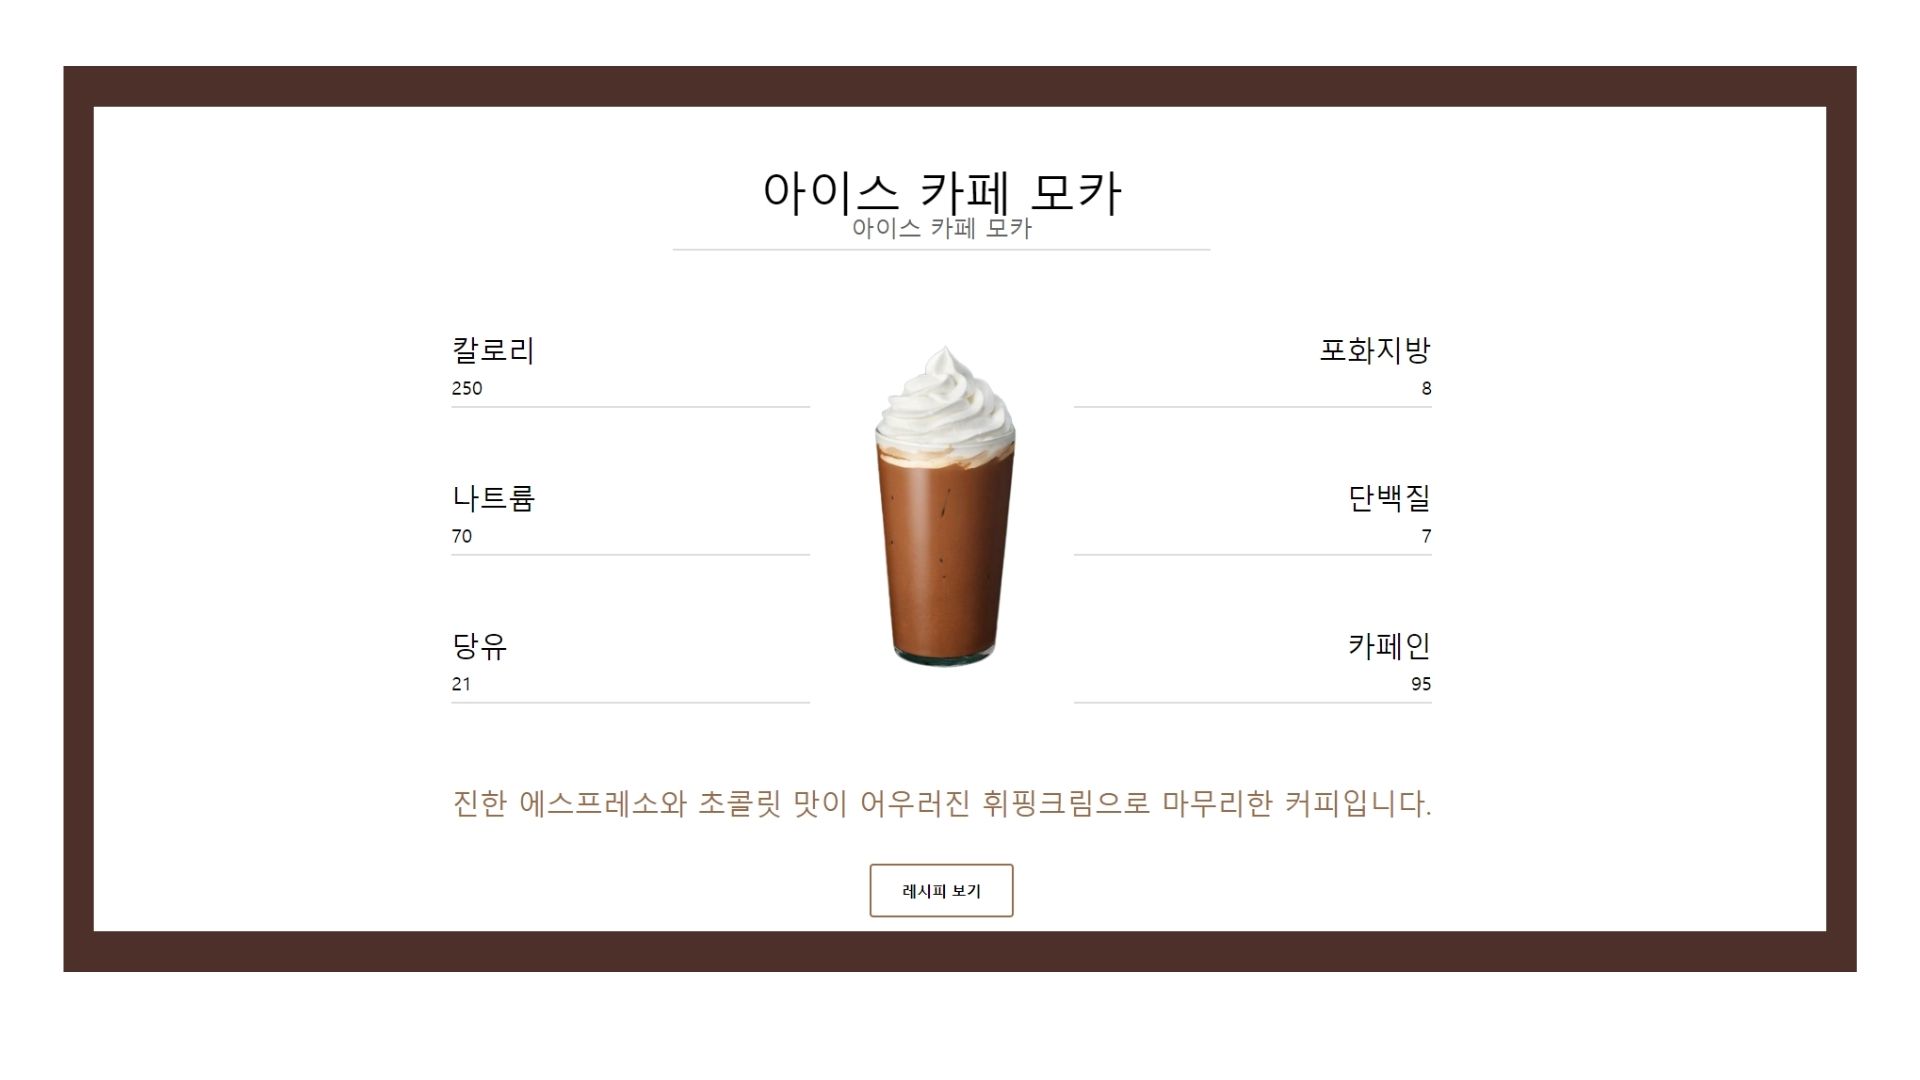 아이스 카페 모카
아이스 카페 모카
칼로리
250
포화지방
8
나트륨
70
단백질
7
당유
21
카페인
95
진한 에스프레소와 초콜릿 맛이 어우러진 휘핑크림으로 마무리한 커피입니다.
레시피 보기